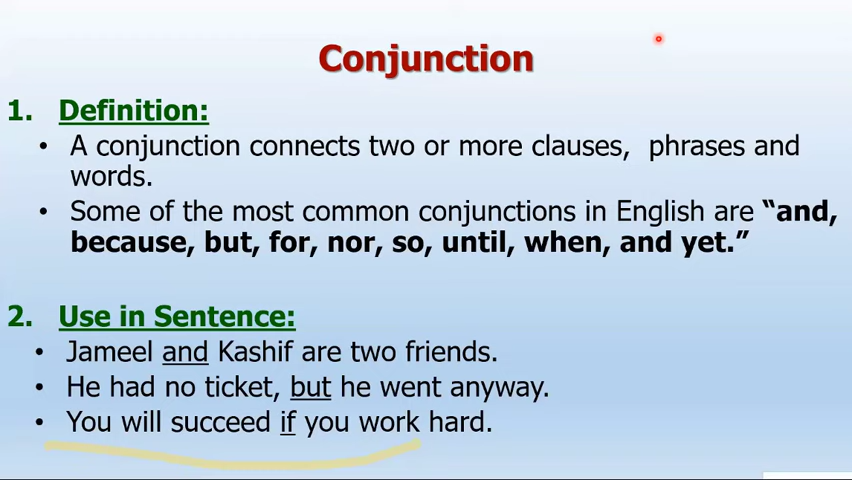 Conjunction
1. Definition:
• A conjunction connects two or more clauses, phrases and
words.
• Some of the most common conjunctions in English are “and,
because, but, for, nor, so, until, when, and yet.”
2. Use in Sentence:
• Jameel and Kashif are two friends.
• He had no ticket, but he went anyway.
• You will succeed if you work hard.